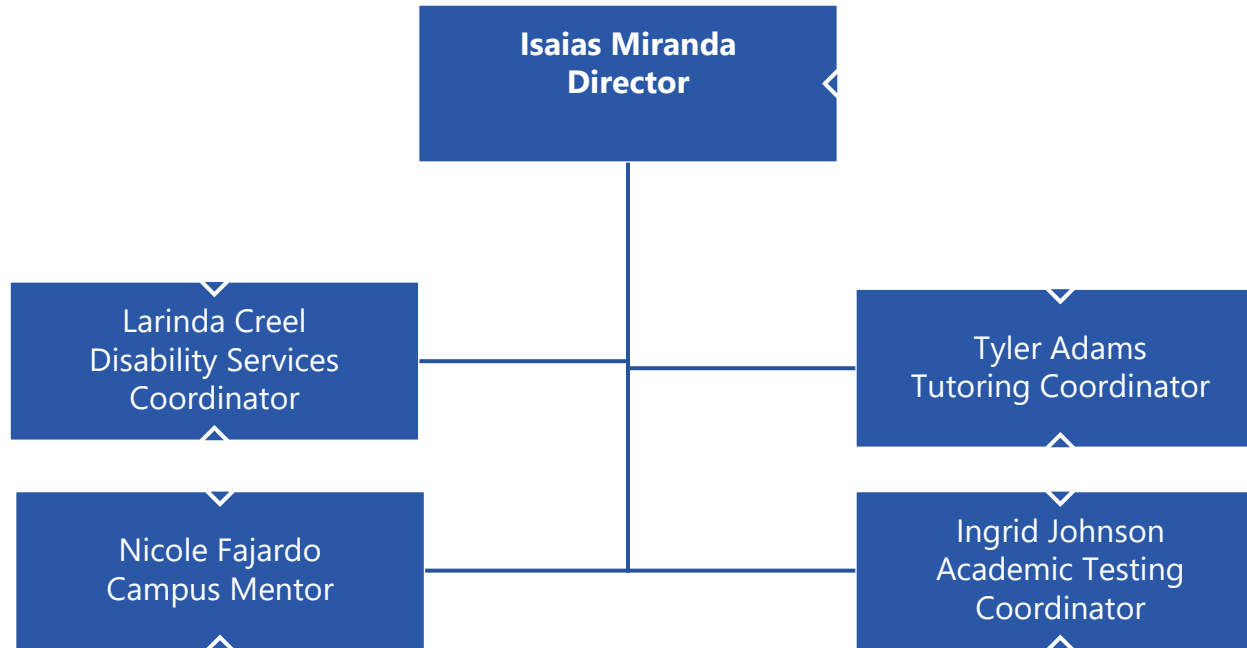 Isaias Miranda
Director
Larinda Creel
Disability Services
Coordinator
Tyler Adams
Tutoring Coordinator
Nicole Fajardo
Campus Mentor
Ingrid Johnson
Academic Testing
Coordinator